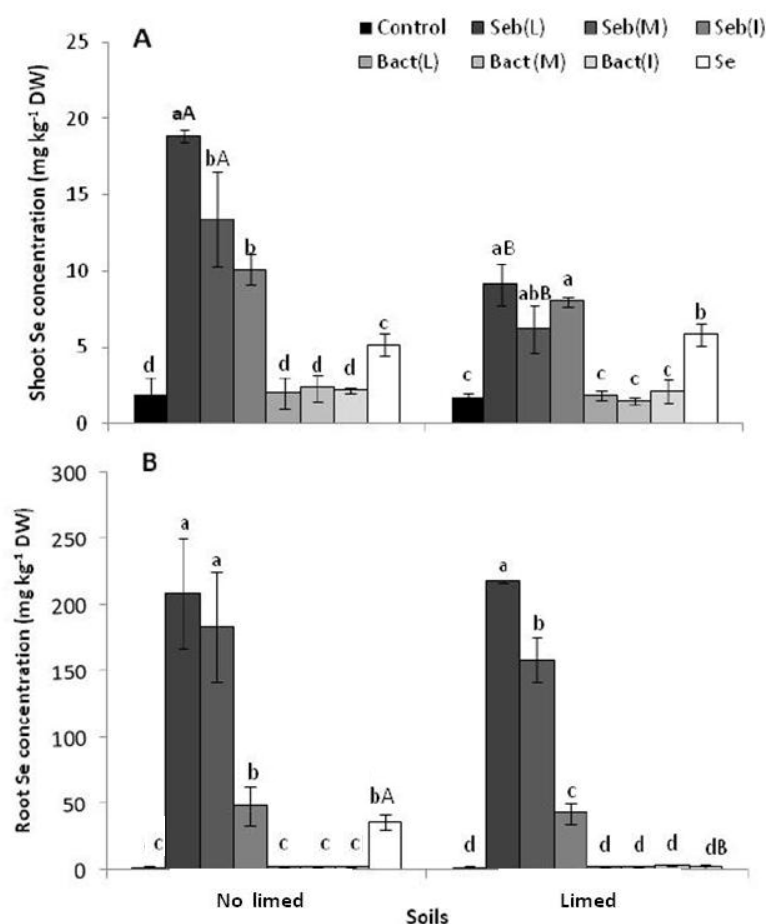 A
Control Seb(L) Seb(M) Seb(I)
Bact(L) Bact(M) Bact(I) Se
Shoot Se concentration (mg kg⁻¹ DW)
25
20
15
10
5
0
aA
bA
b
d
d
d
d
c
aB
abB
a
c
c
c
c
b
B
Root Se concentration (mg kg⁻¹ DW)
300
250
200
150
100
50
0
c
a
a
b
c
c
c
bA
d
a
b
c
d
d
d
dB
No limed Limed
Soils